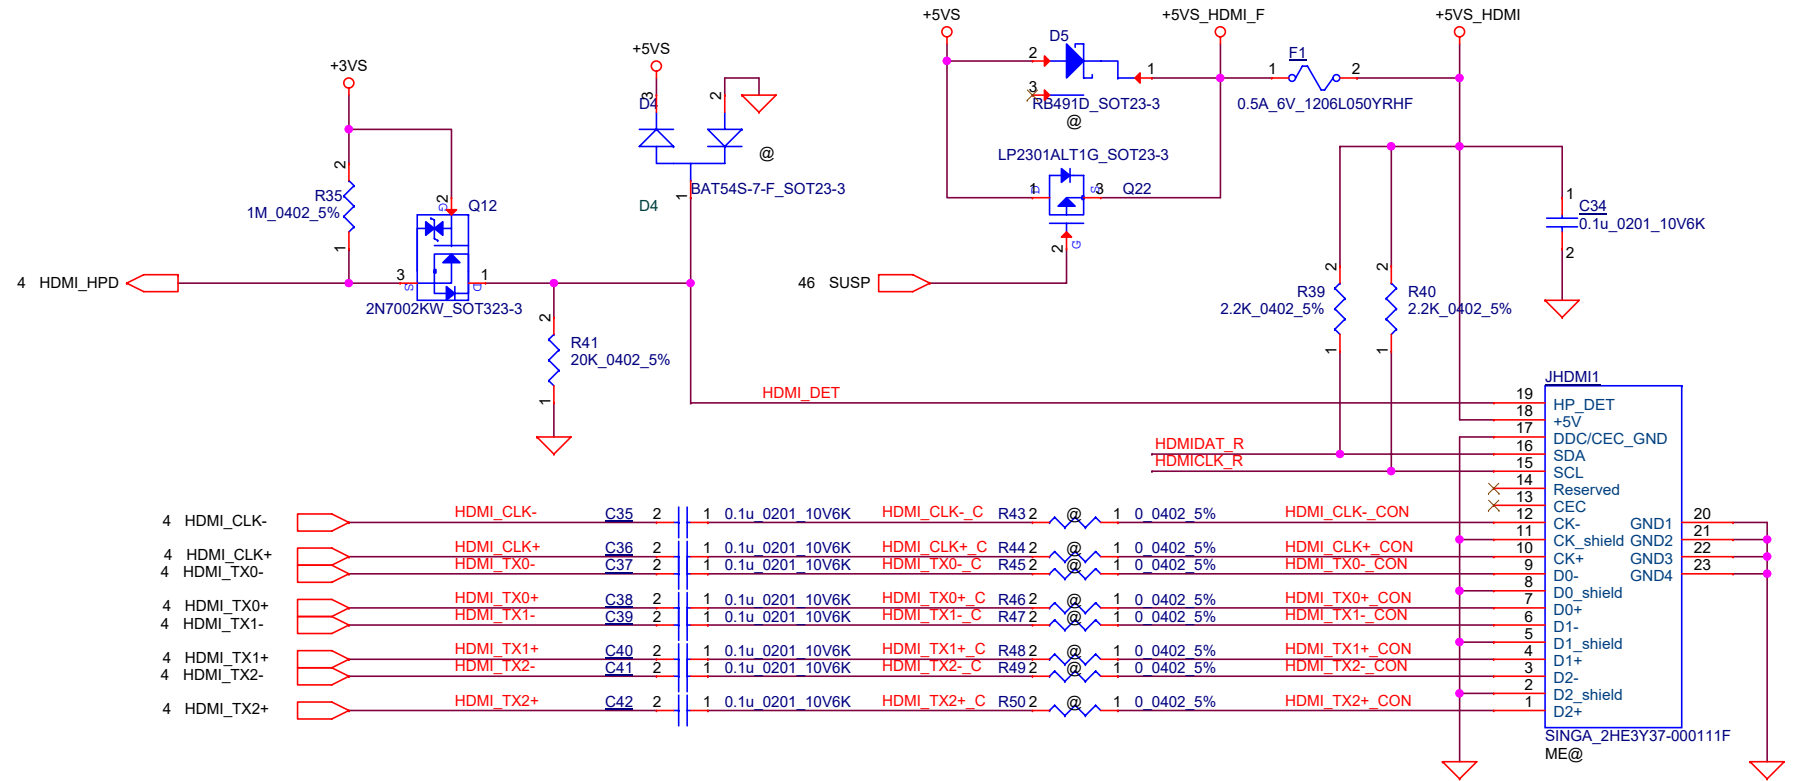 +5VS
+5VS_HDMI_F
+5VS_HDMI
+3VS
+5VS
D5
2
1
3
RB491D_SOT23-3
@
F1
1
2
0.5A_6V_1206L050YRHF
D4
3
2
@
BAT54S-7-F_SOT23-3
1
D4
LP2301ALT1G_SOT23-3
1
D
S
3
Q22
2
G
46 SUSP
2
R35
1M_0402_5%
1
2
G
Q12
3
S
D
1
2N7002KW_SOT323-3
4 HDMI_HPD
2
R41
20K_0402_5%
1
1
C34
0.1u_0201_10V6K
2
2
R39
2.2K_0402_5%
1
2
R40
2.2K_0402_5%
1
HDMI_DET
HDMIDAT_R
HDMICLK_R
JHDMI1
19 HP_DET
18 +5V
17 DDC/CEC_GND
16 SDA
15 SCL
14 Reserved
13 CEC
12 CK-
11 CK_shield
10 CK+
9 D0-
8 D0_shield
7 D0+
6 D1-
5 D1_shield
4 D1+
3 D2-
2 D2_shield
1 D2+
GND1 20
GND2 21
GND3 22
GND4 23
SINGA_2HE3Y37-000111F
ME@
4 HDMI_CLK- HDMI_CLK- C35 2 1 0.1u_0201_10V6K HDMI_CLK-_C R43 2 @ 1 0_0402_5% HDMI_CLK-_CON
4 HDMI_CLK+ HDMI_CLK+ C36 2 1 0.1u_0201_10V6K HDMI_CLK+_C R44 2 @ 1 0_0402_5% HDMI_CLK+_CON
4 HDMI_TX0- HDMI_TX0- C37 2 1 0.1u_0201_10V6K HDMI_TX0-_C R45 2 @ 1 0_0402_5% HDMI_TX0-_CON
4 HDMI_TX0+ HDMI_TX0+ C38 2 1 0.1u_0201_10V6K HDMI_TX0+_C R46 2 @ 1 0_0402_5% HDMI_TX0+_CON
4 HDMI_TX1- HDMI_TX1- C39 2 1 0.1u_0201_10V6K HDMI_TX1-_C R47 2 @ 1 0_0402_5% HDMI_TX1-_CON
4 HDMI_TX1+ HDMI_TX1+ C40 2 1 0.1u_0201_10V6K HDMI_TX1+_C R48 2 @ 1 0_0402_5% HDMI_TX1+_CON
4 HDMI_TX2- HDMI_TX2- C41 2 1 0.1u_0201_10V6K HDMI_TX2-_C R49 2 @ 1 0_0402_5% HDMI_TX2-_CON
4 HDMI_TX2+ HDMI_TX2+ C42 2 1 0.1u_0201_10V6K HDMI_TX2+_C R50 2 @ 1 0_0402_5% HDMI_TX2+_CON